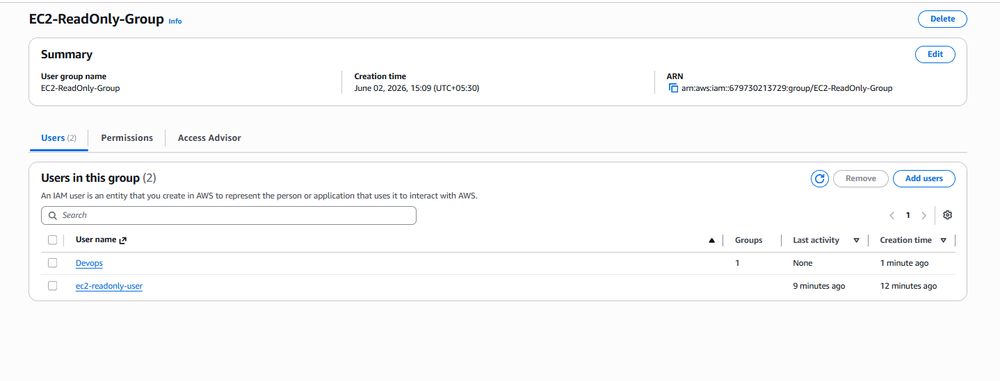 EC2-ReadOnly-Group Info
Delete
Summary
Edit
User group name
EC2-ReadOnly-Group
Creation time
June 02, 2026, 15:09 (UTC+05:30)
ARN
arn:aws:iam::679730213729:group/EC2-ReadOnly-Group
Users (2)
Permissions
Access Advisor
Users in this group (2)
Remove
Add users
An IAM user is an entity that you create in AWS to represent the person or application that uses it to interact with AWS.
Search
1
User name Groups Last activity Creation time
Devops 1 None 1 minute ago
ec2-readonly-user 9 minutes ago 12 minutes ago